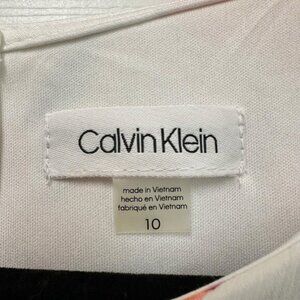 Calvin Klein
made in Vietnam
hecho en Vietnam
fabriqué en Vietnam
10